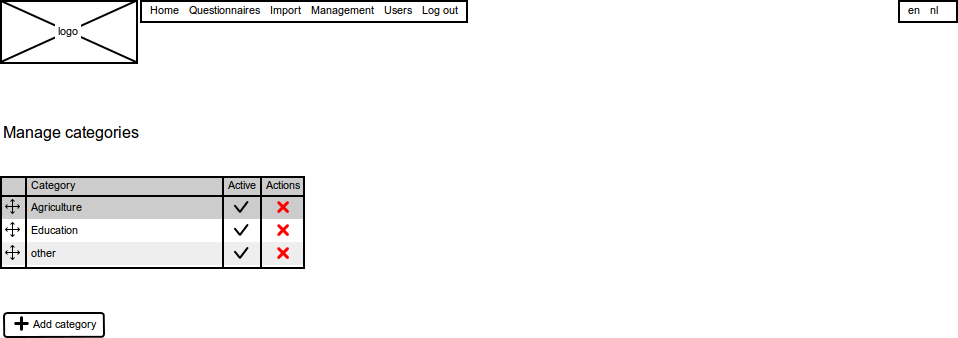 logo
Home Questionnaires Import Management Users Log out
en nl
Manage categories
Category Active Actions
Agriculture
Education
other
Add category